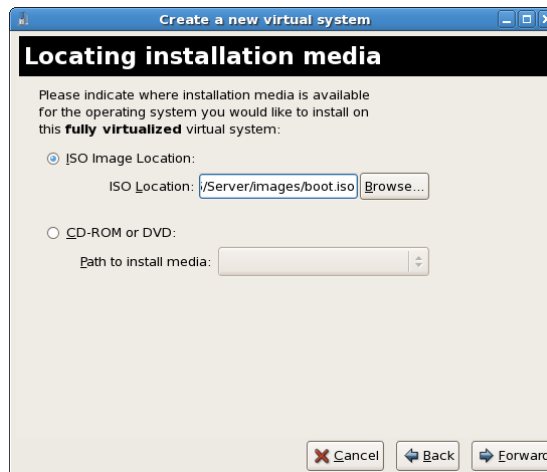 Create a new virtual system
Locating installation media
Please indicate where installation media is available
for the operating system you would like to install on
this fully virtualized virtual system:
ISO Image Location:
ISO Location: /Server/images/boot.iso Browse...
CD-ROM or DVD:
Path to install media:
Cancel Back Forward